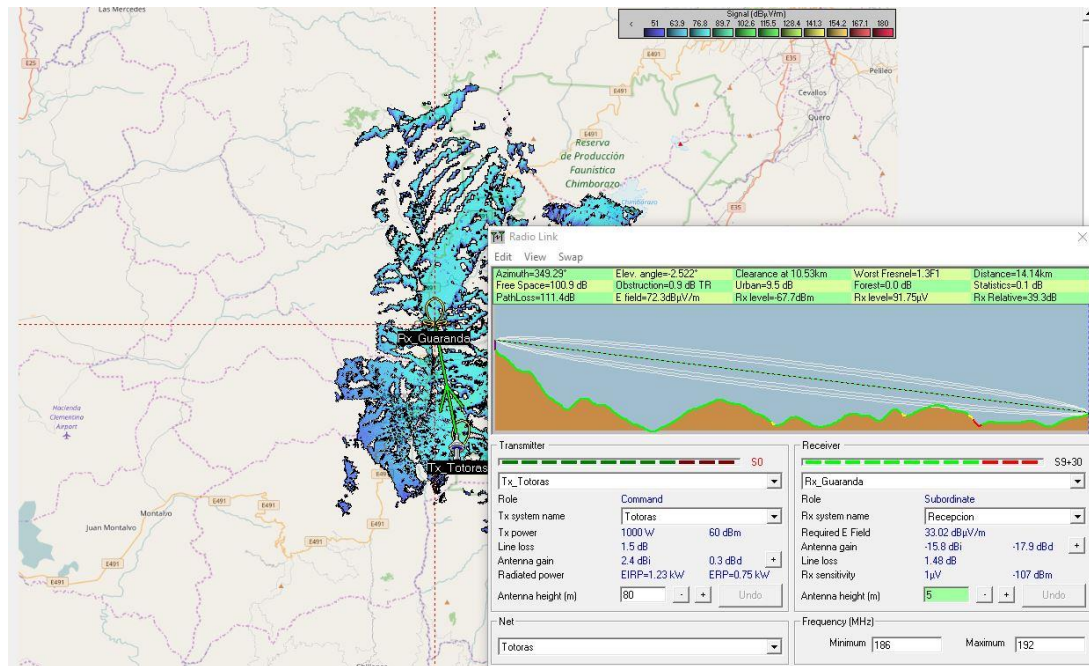 Las Mercedes
Signal (dBµV/m)
< 51 63.9 76.8 89.7 102.6 115.5 128.4 141.3 154.2 167.1 180
E491
E25
E35
Pelileo
Cevallos
Quero
E491
E491
Reserva
de Producción
Faunística
Chimborazo
Chimborazo
E35
Rx_Guaranda
Tx_Totoras
Hacienda
Clementina
Airport
E491
Montalvo
Juan Montalvo
E491
E491
E491
Radio Link
Edit View Swap
Azimuth=349.29° Elev. angle=-2.522° Clearance at 10.53km Worst Fresnel=1.3F1 Distance=14.14km
Free Space=100.9 dB Obstruction=0.9 dB TR Urban=9.5 dB Forest=0.0 dB Statistics=0.1 dB
PathLoss=111.4dB E field=72.3dBµV/m Rx level=-67.7dBm Rx level=91.75µV Rx Relative=39.3dB
Transmitter
S0
Tx_Totoras
Role Command
Tx system name Totoras
Tx power 1000 W 60 dBm
Line loss 1.5 dB
Antenna gain 2.4 dBi 0.3 dBd +
Radiated power EIRP=1.23 kW ERP=0.75 kW
Antenna height (m) 80 - + Undo
Net
Totoras
Receiver
S9+30
Rx_Guaranda
Role Subordinate
Rx system name Recepcion
Required E Field 33.02 dBµV/m
Antenna gain -15.8 dBi -17.9 dBd +
Line loss 1.48 dB
Rx sensitivity 1µV -107 dBm
Antenna height (m) 5 - + Undo
Frequency (MHz)
Minimum 186 Maximum 192